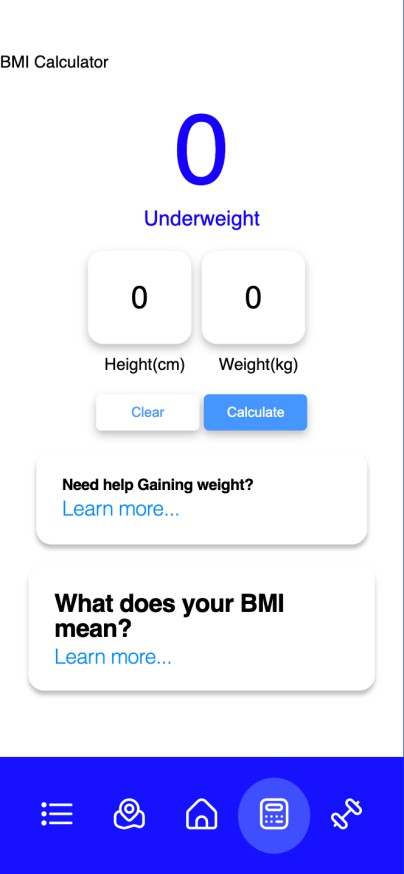 BMI Calculator
0
Underweight
0 0
Height(cm) Weight(kg)
Clear Calculate
Need help Gaining weight?
Learn more...
What does your BMI
mean?
Learn more...